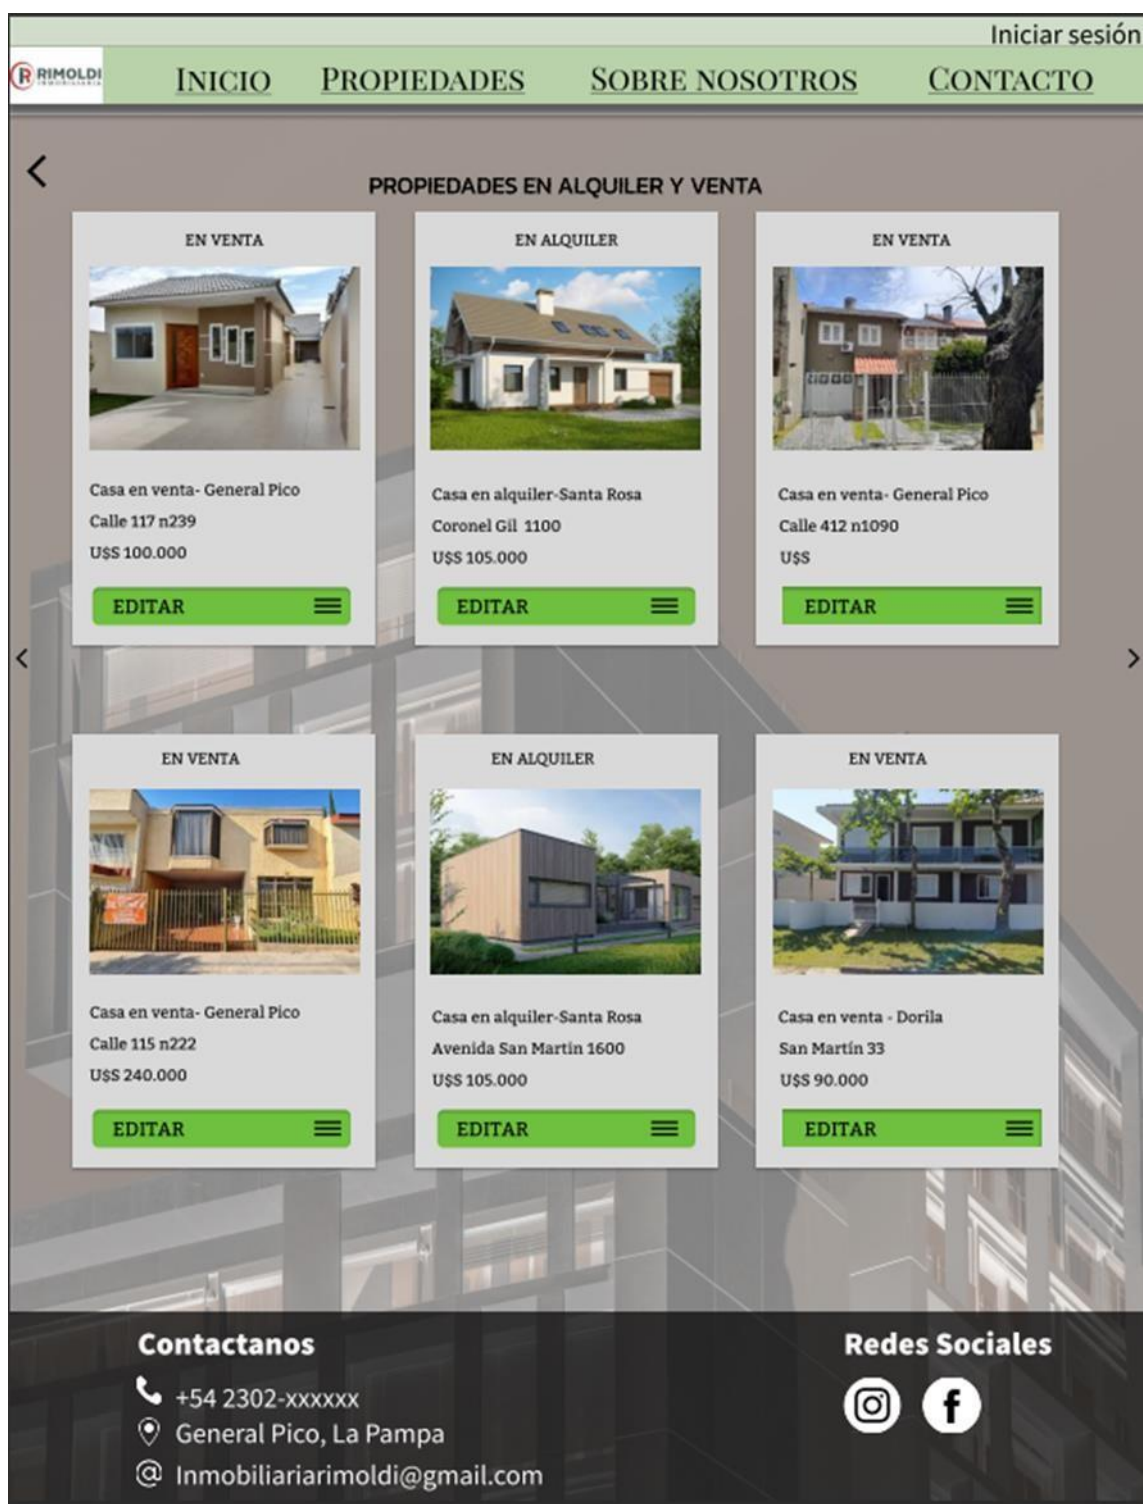 Iniciar sesión
RIMOLDI
INMOBILIARIA
INICIO PROPIEDADES SOBRE NOSOTROS CONTACTO
PROPIEDADES EN ALQUILER Y VENTA
EN VENTA
Casa en venta- General Pico
Calle 117 n239
U$S 100.000
EDITAR
EN ALQUILER
Casa en alquiler-Santa Rosa
Coronel Gil 1100
U$S 105.000
EDITAR
EN VENTA
Casa en venta- General Pico
Calle 412 n1090
U$S
EDITAR
EN VENTA
Casa en venta- General Pico
Calle 115 n222
U$S 240.000
EDITAR
EN ALQUILER
Casa en alquiler-Santa Rosa
Avenida San Martin 1600
U$S 105.000
EDITAR
EN VENTA
Casa en venta - Dorila
San Martín 33
U$S 90.000
EDITAR
Contactanos
+54 2302-xxxxxx
General Pico, La Pampa
@ Inmobiliariarimoldi@gmail.com
Redes Sociales